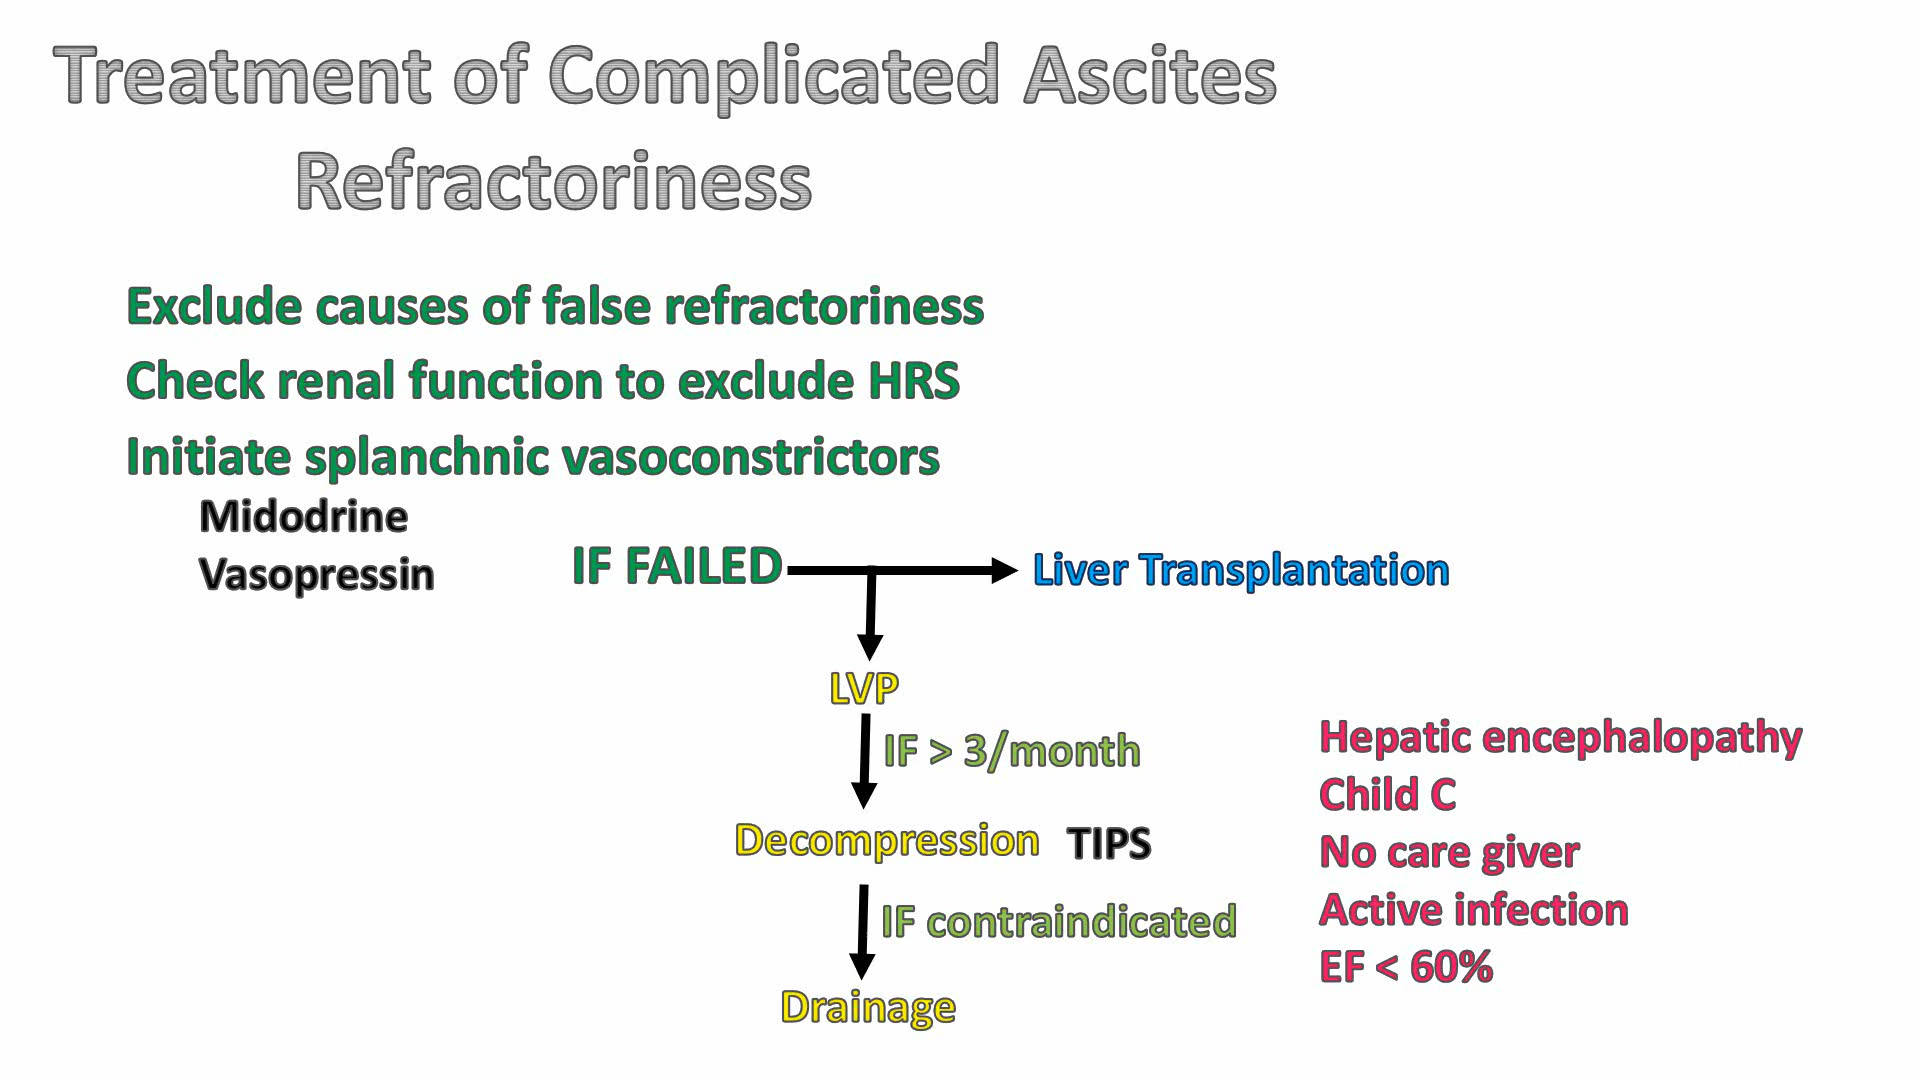 Treatment of Complicated Ascites
Refractoriness
Exclude causes of false refractoriness
Check renal function to exclude HRS
Initiate splanchnic vasoconstrictors
Midodrine
Vasopressin
IF FAILED
Liver Transplantation
LVP
IF > 3/month
Decompression TIPS
IF contraindicated
Drainage
Hepatic encephalopathy
Child C
No care giver
Active infection
EF < 60%